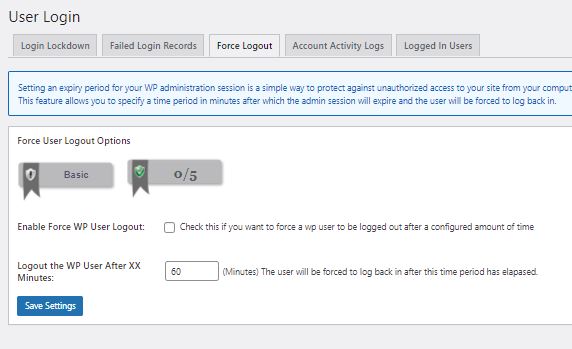 User Login
Login Lockdown Failed Login Records Force Logout Account Activity Logs Logged In Users
Setting an expiry period for your WP administration session is a simple way to protect against unauthorized access to your site from your comput
This feature allows you to specify a time period in minutes after which the admin session will expire and the user will be forced to log back in.
Force User Logout Options
Basic 0/5
Enable Force WP User Logout: Check this if you want to force a wp user to be logged out after a configured amount of time
Logout the WP User After XX
Minutes: 60 (Minutes) The user will be forced to log back in after this time period has elapased.
Save Settings